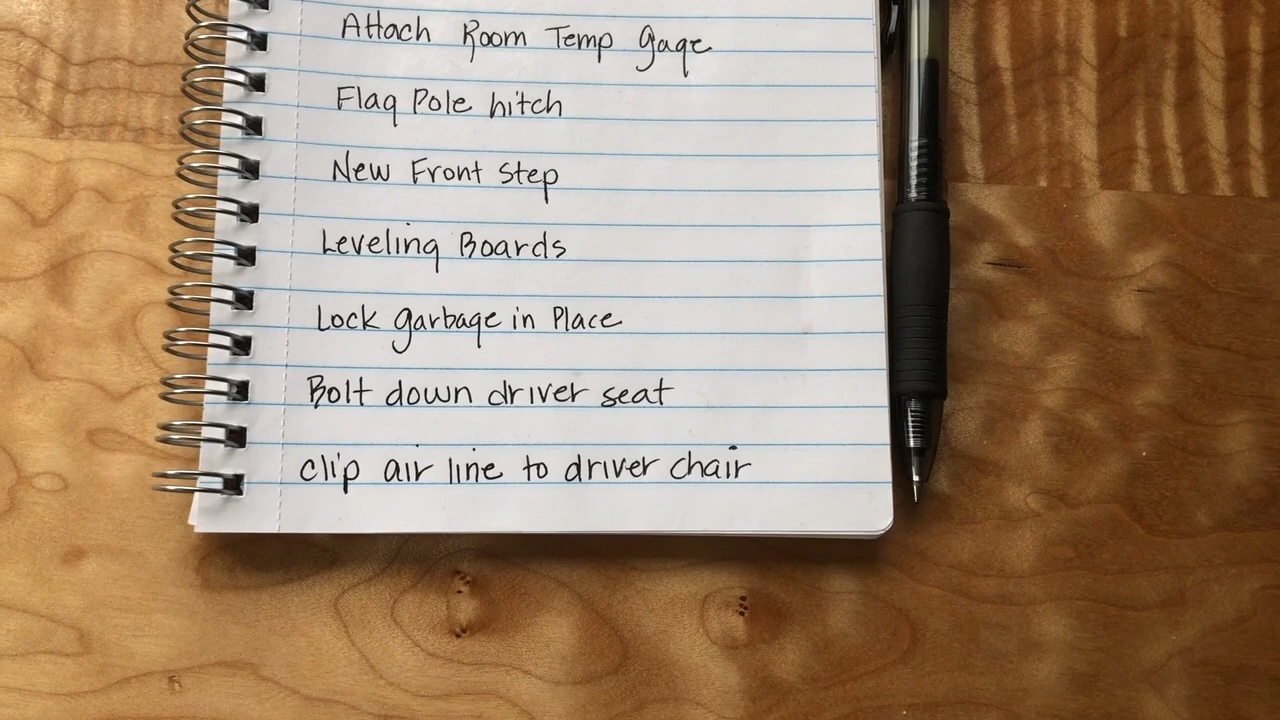 Attach Room Temp gage
Flag Pole hitch
New Front Step
Leveling Boards
Lock garbage in Place
Bolt down driver seat
clip air line to driver chair